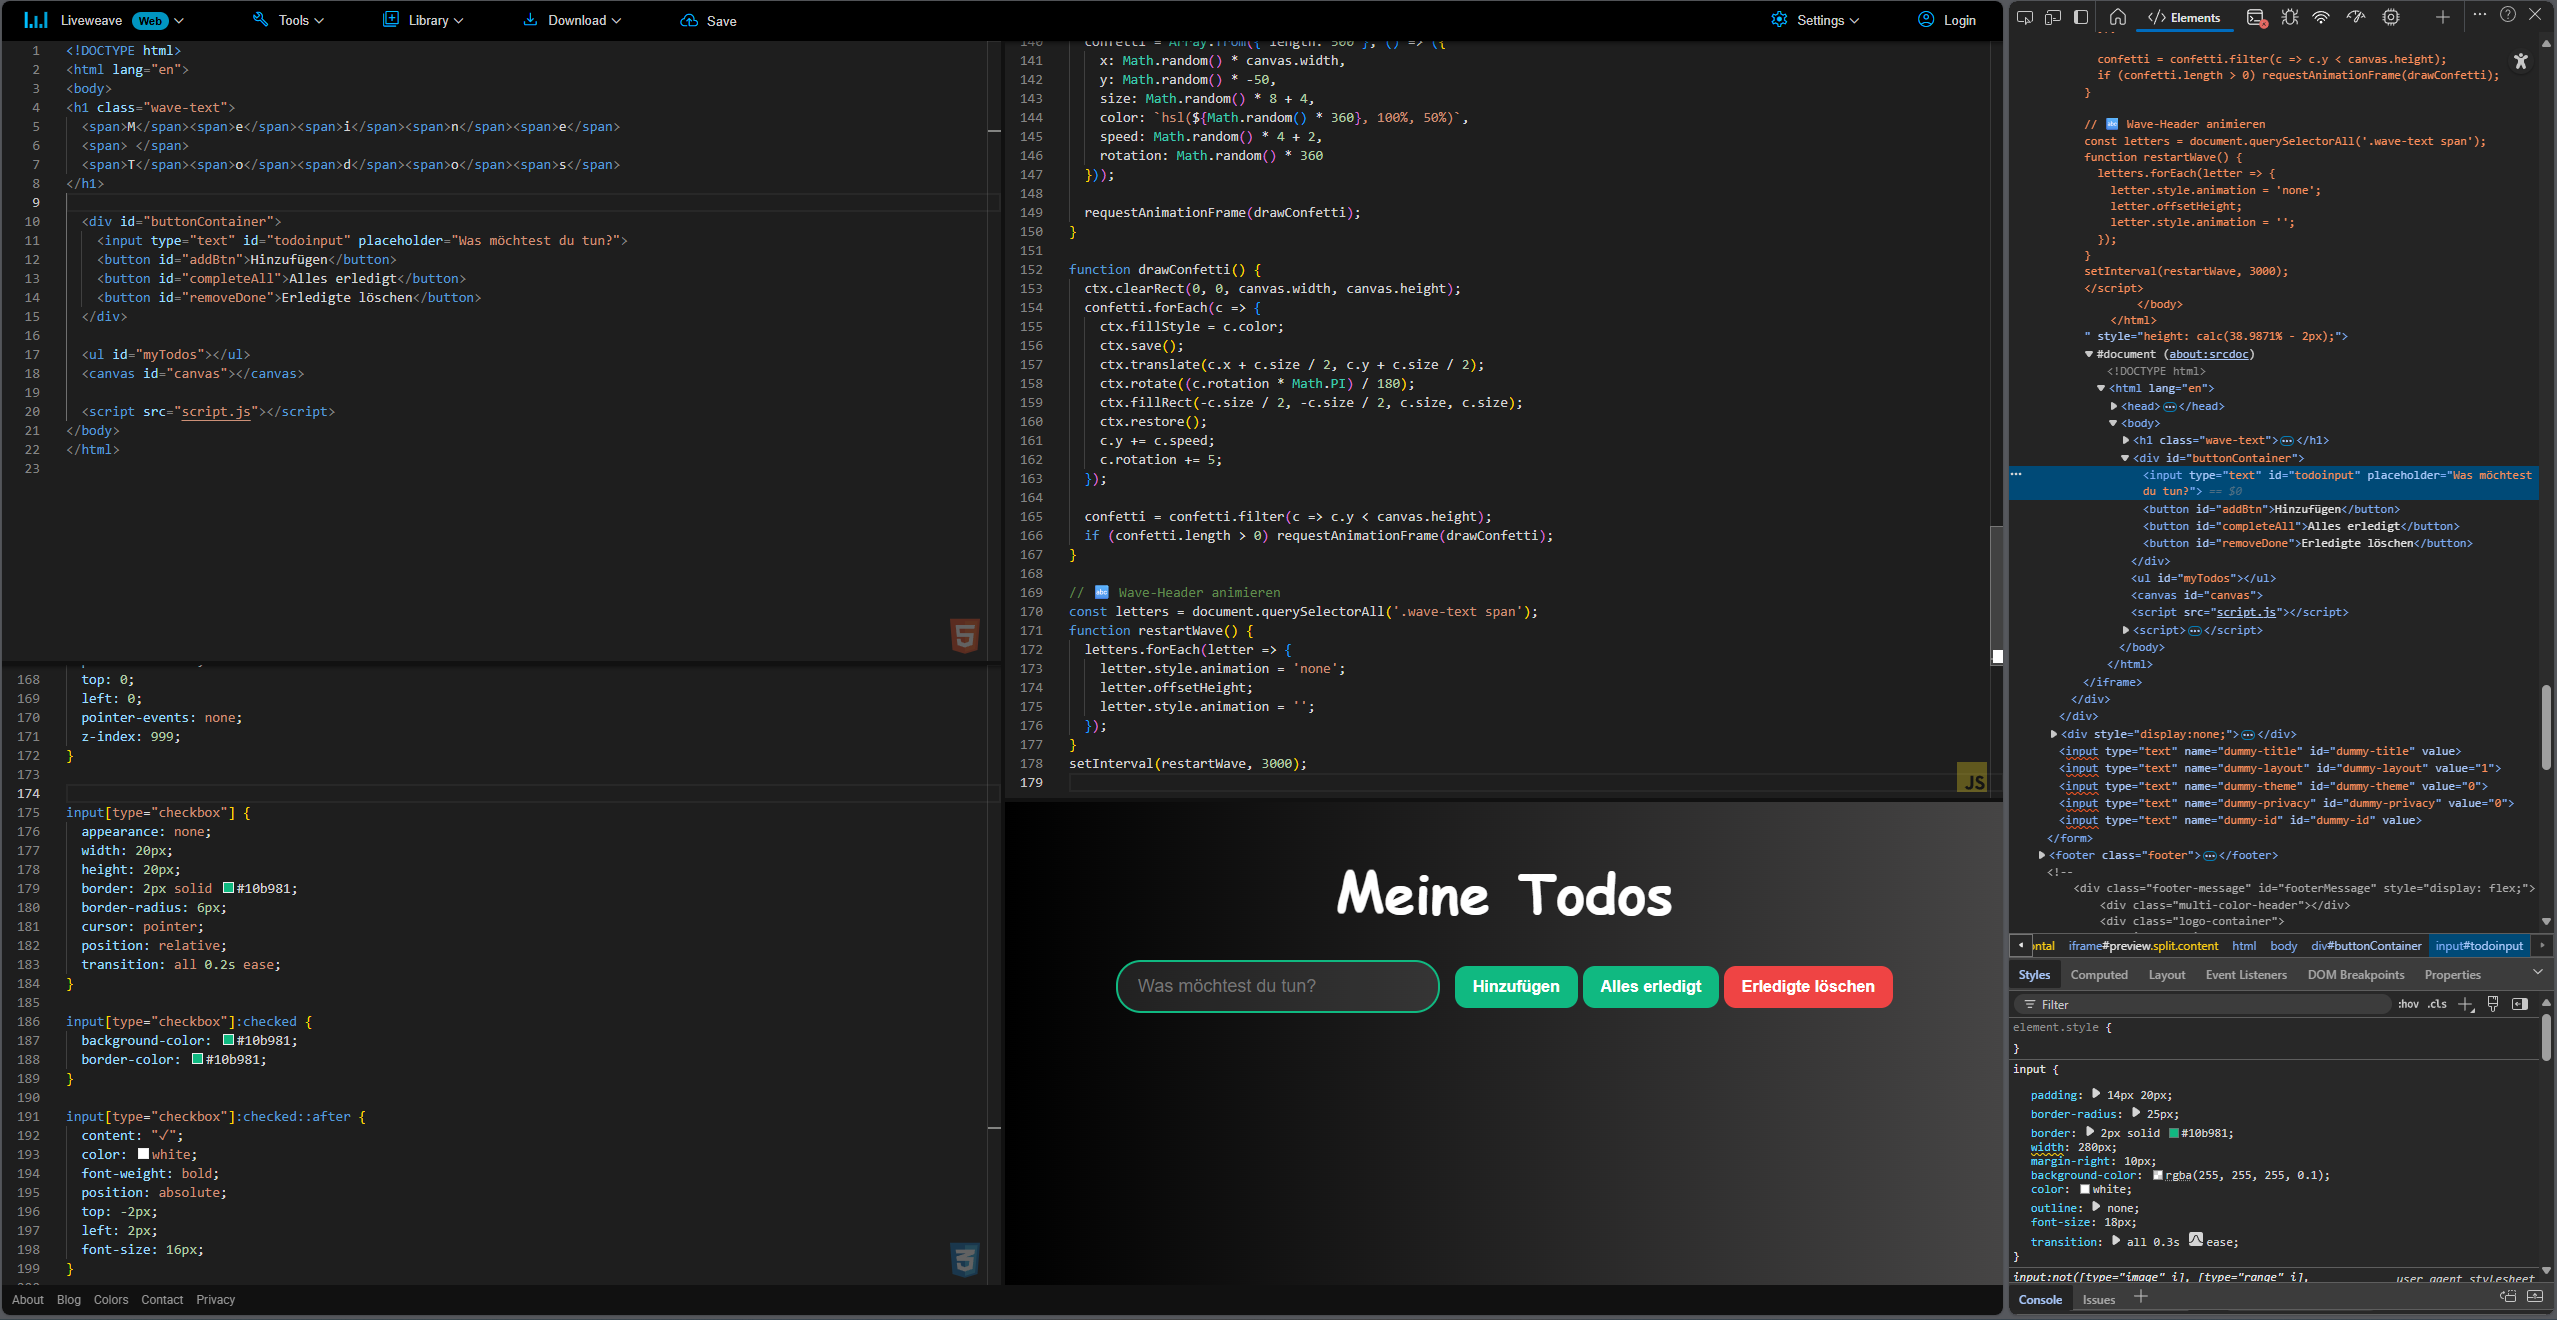 Liveweave Web
Tools
Library
Download
Save
Settings
Login
1 <!DOCTYPE html>
2 <html lang="en">
3 <body>
4 <h1 class="wave-text">
5 <span>M</span><span>e</span><span>i</span><span>n</span><span>e</span>
6 <span> </span>
7 <span>T</span><span>o</span><span>d</span><span>o</span><span>s</span>
8 </h1>
9
10 <div id="buttonContainer">
11 <input type="text" id="todoinput" placeholder="Was möchtest du tun?">
12 <button id="addBtn">Hinzufügen</button>
13 <button id="completeAll">Alles erledigt</button>
14 <button id="removeDone">Erledigte löschen</button>
15 </div>
16
17 <ul id="myTodos"></ul>
18 <canvas id="canvas"></canvas>
19
20 <script src="script.js"></script>
21 </body>
22 </html>
23
168 top: 0;
169 left: 0;
170 pointer-events: none;
171 z-index: 999;
172 }
173
174
175 input[type="checkbox"] {
176 appearance: none;
177 width: 20px;
178 height: 20px;
179 border: 2px solid #10b981;
180 border-radius: 6px;
181 cursor: pointer;
182 position: relative;
183 transition: all 0.2s ease;
184 }
185
186 input[type="checkbox"]:checked {
187 background-color: #10b981;
188 border-color: #10b981;
189 }
190
191 input[type="checkbox"]:checked::after {
192 content: "✓";
193 color: white;
194 font-weight: bold;
195 position: absolute;
196 top: -2px;
197 left: 2px;
198 font-size: 16px;
199 }
140 confetti = Array.from({ length: 300 }, () => ({
141 x: Math.random() * canvas.width,
142 y: Math.random() * -50,
143 size: Math.random() * 8 + 4,
144 color: `hsl(${Math.random() * 360}, 100%, 50%)`,
145 speed: Math.random() * 4 + 2,
146 rotation: Math.random() * 360
147 }));
148
149 requestAnimationFrame(drawConfetti);
150 }
151
152 function drawConfetti() {
153 ctx.clearRect(0, 0, canvas.width, canvas.height);
154 confetti.forEach(c => {
155 ctx.fillStyle = c.color;
156 ctx.save();
157 ctx.translate(c.x + c.size / 2, c.y + c.size / 2);
158 ctx.rotate((c.rotation * Math.PI) / 180);
159 ctx.fillRect(-c.size / 2, -c.size / 2, c.size, c.size);
160 ctx.restore();
161 c.y += c.speed;
162 c.rotation += 5;
163 });
164
165 confetti = confetti.filter(c => c.y < canvas.height);
166 if (confetti.length > 0) requestAnimationFrame(drawConfetti);
167 }
168
169 // 🔤 Wave-Header animieren
170 const letters = document.querySelectorAll('.wave-text span');
171 function restartWave() {
172 letters.forEach(letter => {
173 letter.style.animation = 'none';
174 letter.offsetHeight;
175 letter.style.animation = '';
176 });
177 }
178 setInterval(restartWave, 3000);
179
JS
Meine Todos
Was möchtest du tun?
Hinzufügen
Alles erledigt
Erledigte löschen
About Blog Colors Contact Privacy
Elements
confetti = confetti.filter(c => c.y < canvas.height);
if (confetti.length > 0) requestAnimationFrame(drawConfetti);
}
// 🔤 Wave-Header animieren
const letters = document.querySelectorAll('.wave-text span');
function restartWave() {
letters.forEach(letter => {
letter.style.animation = 'none';
letter.offsetHeight;
letter.style.animation = '';
});
}
setInterval(restartWave, 3000);
</script>
</body>
</html>
" style="height: calc(38.9871% - 2px);">
#document (about:srcdoc)
<!DOCTYPE html>
<html lang="en">
<head>…</head>
<body>
<h1 class="wave-text">…</h1>
<div id="buttonContainer">
<input type="text" id="todoinput" placeholder="Was möchtest
du tun?"> == $0
<button id="addBtn">Hinzufügen</button>
<button id="completeAll">Alles erledigt</button>
<button id="removeDone">Erledigte löschen</button>
</div>
<ul id="myTodos"></ul>
<canvas id="canvas">
<script src="script.js"></script>
<script>…</script>
</body>
</html>
</iframe>
</div>
</div>
<div style="display:none;">…</div>
<input type="text" name="dummy-title" id="dummy-title" value>
<input type="text" name="dummy-layout" id="dummy-layout" value="1">
<input type="text" name="dummy-theme" id="dummy-theme" value="0">
<input type="text" name="dummy-privacy" id="dummy-privacy" value="0">
<input type="text" name="dummy-id" id="dummy-id" value>
</form>
<footer class="footer">…</footer>
<!--
<div class="footer-message" id="footerMessage" style="display: flex;">
<div class="multi-color-header"></div>
<div class="logo-container">
ontal iframe#preview.split.content html body div#buttonContainer input#todoinput
Styles Computed Layout Event Listeners DOM Breakpoints Properties
Filter :hov .cls
element.style {
}
input {
padding: 14px 20px;
border-radius: 25px;
border: 2px solid #10b981;
width: 280px;
margin-right: 10px;
background-color: rgba(255, 255, 255, 0.1);
color: white;
outline: none;
font-size: 18px;
transition: all 0.3s ease;
}
input:not([type="image" i], [type="range" i], user agent stylesheet
Console Issues